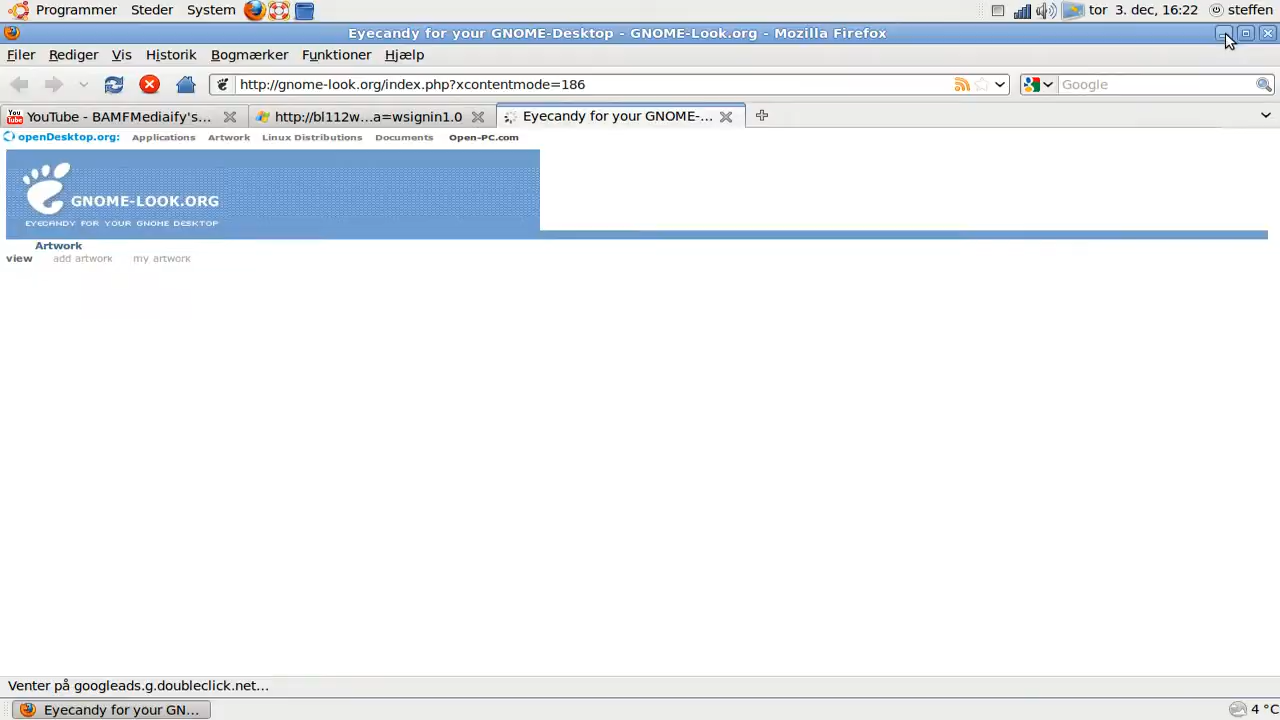 Programmer Steder System tor 3. dec, 16:22 steffen
Eyecandy for your GNOME-Desktop - GNOME-Look.org - Mozilla Firefox
Filer Rediger Vis Historik Bogmærker Funktioner Hjælp
http://gnome-look.org/index.php?xcontentmode=186 Google
You Tube YouTube - BAMFMediaify's... http://bl112w...a=wsignin1.0 Eyecandy for your GNOME-...
openDesktop.org: Applications Artwork Linux Distributions Documents Open-PC.com
GNOME-LOOK.ORG
EYECANDY FOR YOUR GNOME DESKTOP
Artwork
view add artwork my artwork
Venter på googleads.g.doubleclick.net...
Eyecandy for your GN... 4 °C